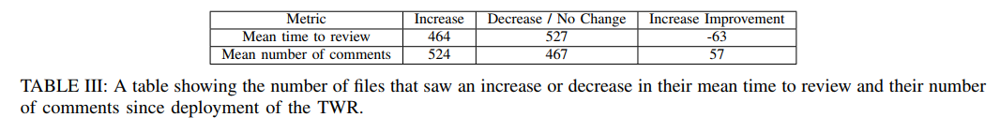 Metric Increase Decrease / No Change Increase Improvement
Mean time to review 464 527 -63
Mean number of comments 524 467 57
TABLE III: A table showing the number of files that saw an increase or decrease in their mean time to review and their number
of comments since deployment of the TWR.